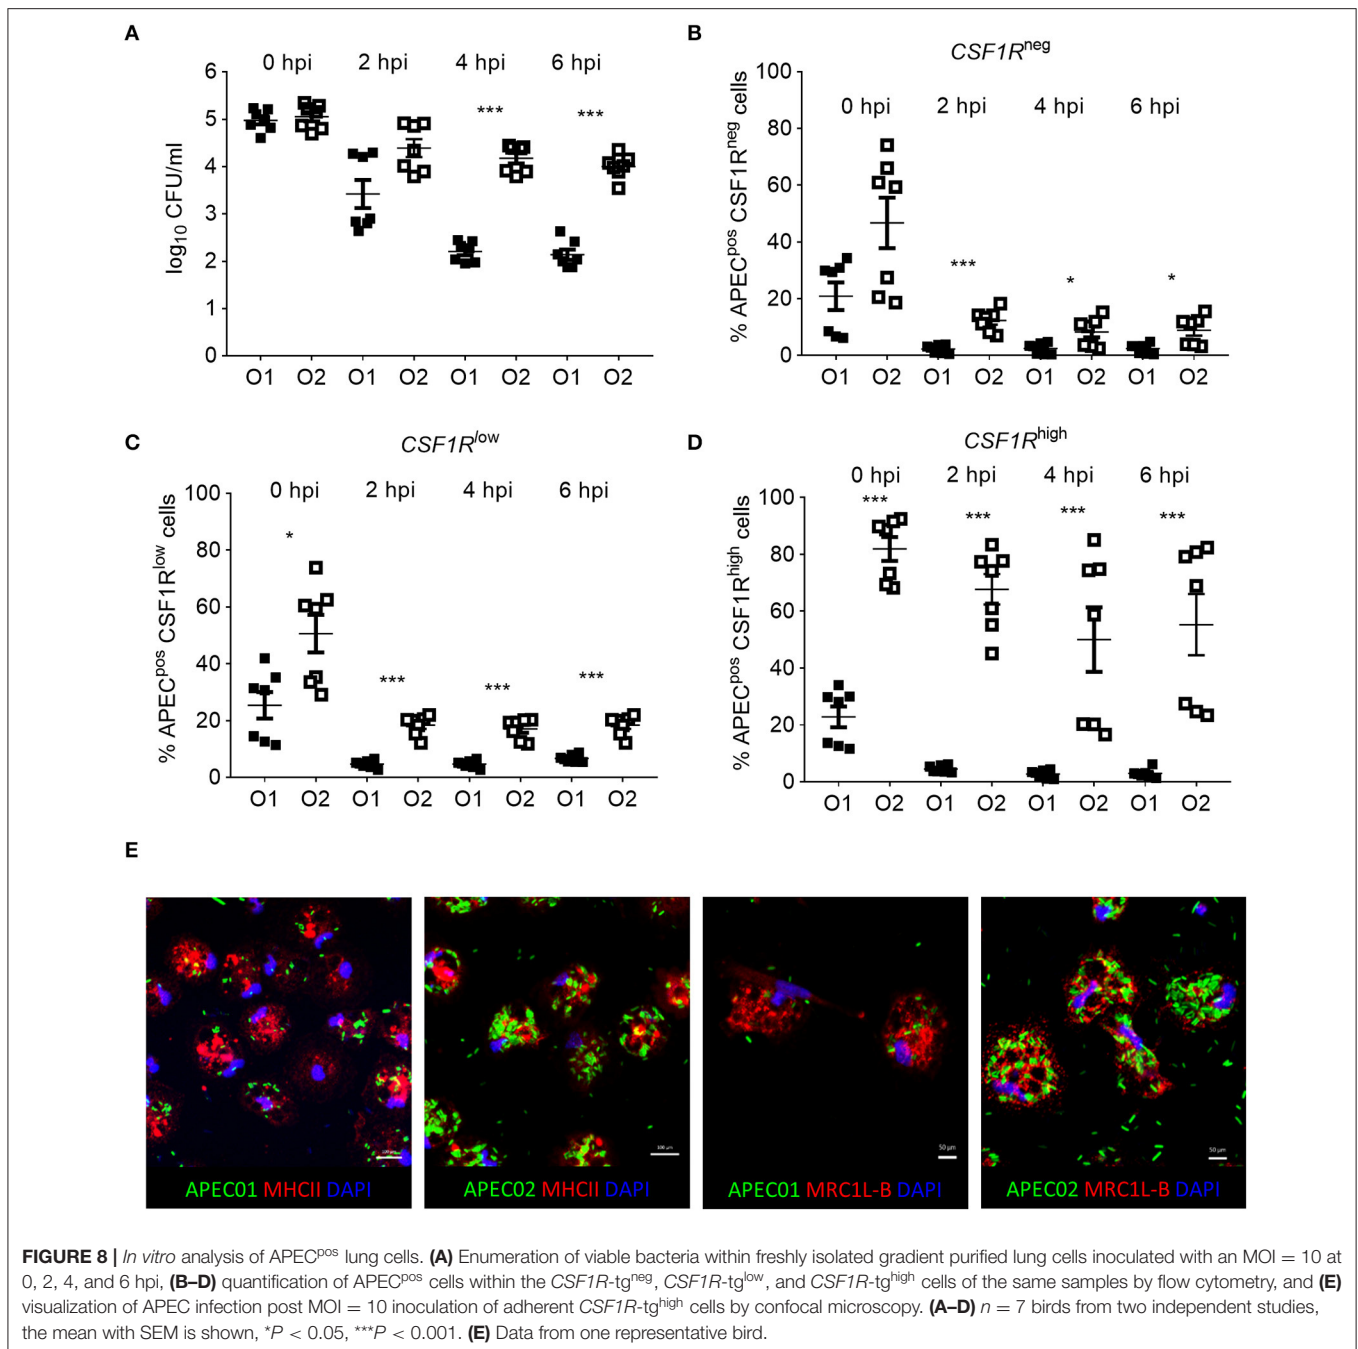 A
0 hpi 2 hpi 4 hpi 6 hpi
*** ***
log10 CFU/ml
6
5
4
3
2
1
0
O1 O2 O1 O2 O1 O2 O1 O2
B
CSF1Rneg
0 hpi 2 hpi 4 hpi 6 hpi
*** * *
% APECpos CSF1Rneg cells
100
80
60
40
20
0
O1 O2 O1 O2 O1 O2 O1 O2
C
CSF1Rlow
0 hpi 2 hpi 4 hpi 6 hpi
* *** *** ***
% APECpos CSF1Rlow cells
100
80
60
40
20
0
O1 O2 O1 O2 O1 O2 O1 O2
D
CSF1Rhigh
0 hpi 2 hpi 4 hpi 6 hpi
*** *** *** ***
% APECpos CSF1Rhigh cells
100
80
60
40
20
0
O1 O2 O1 O2 O1 O2 O1 O2
E
50 µm
50 µm
APEC01 MHCII DAPI
APEC02 MHCII DAPI
APEC01 MRC1L-B DAPI
APEC02 MRC1L-B DAPI
FIGURE 8 | In vitro analysis of APECpos lung cells. (A) Enumeration of viable bacteria within freshly isolated gradient purified lung cells inoculated with an MOI = 10 at
0, 2, 4, and 6 hpi, (B–D) quantification of APECpos cells within the CSF1R-tgneg, CSF1R-tglow, and CSF1R-tghigh cells of the same samples by flow cytometry, and (E)
visualization of APEC infection post MOI = 10 inoculation of adherent CSF1R-tghigh cells by confocal microscopy. (A–D) n = 7 birds from two independent studies,
the mean with SEM is shown, *P < 0.05, ***P < 0.001. (E) Data from one representative bird.